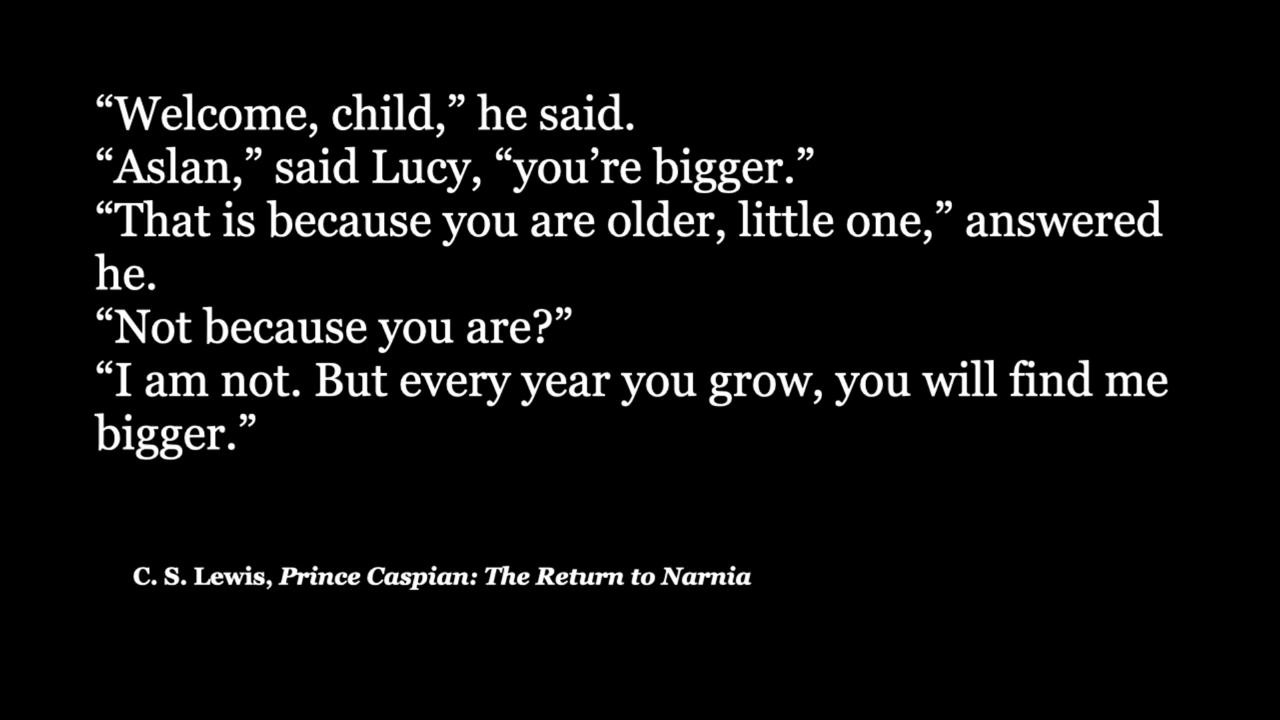 “Welcome, child,” he said.
“Aslan,” said Lucy, “you’re bigger.”
“That is because you are older, little one,” answered
he.
“Not because you are?”
“I am not. But every year you grow, you will find me
bigger.”
C. S. Lewis, Prince Caspian: The Return to Narnia